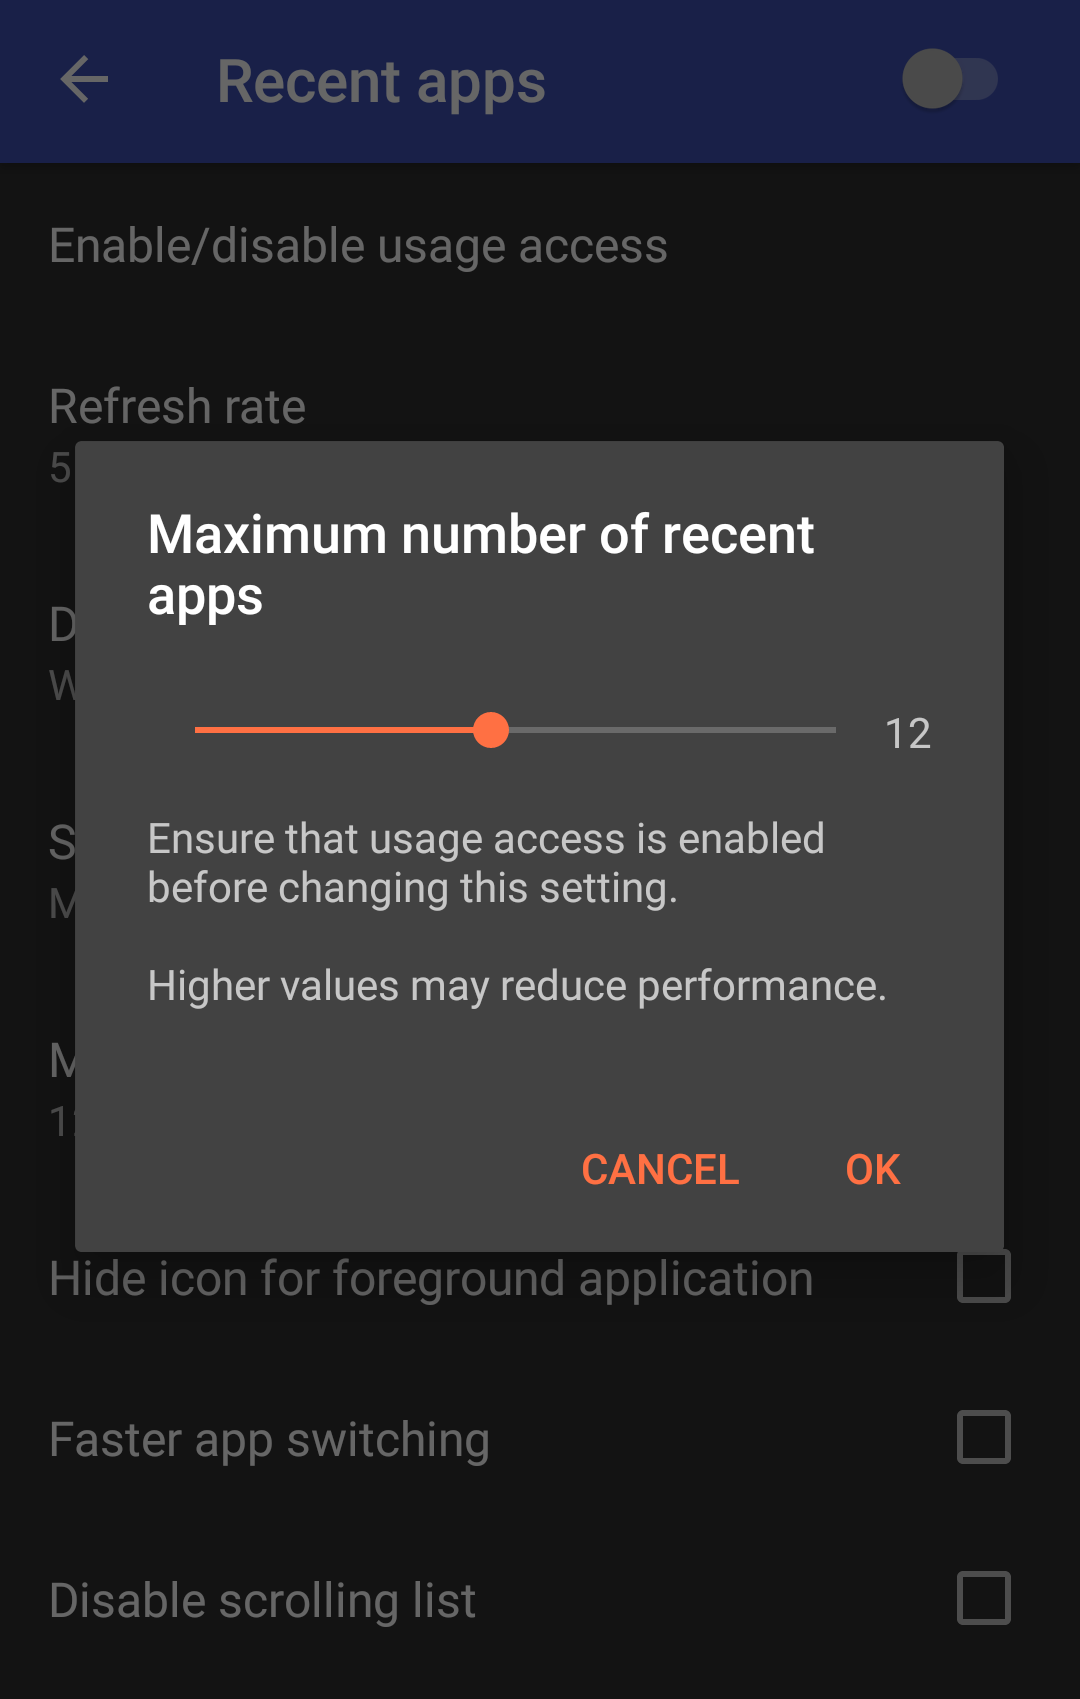 Recent apps
Enable/disable usage access
Refresh rate
5
Maximum number of recent
apps
12
Ensure that usage access is enabled
before changing this setting.
Higher values may reduce performance.
CANCEL OK
Hide icon for foreground application
Faster app switching
Disable scrolling list